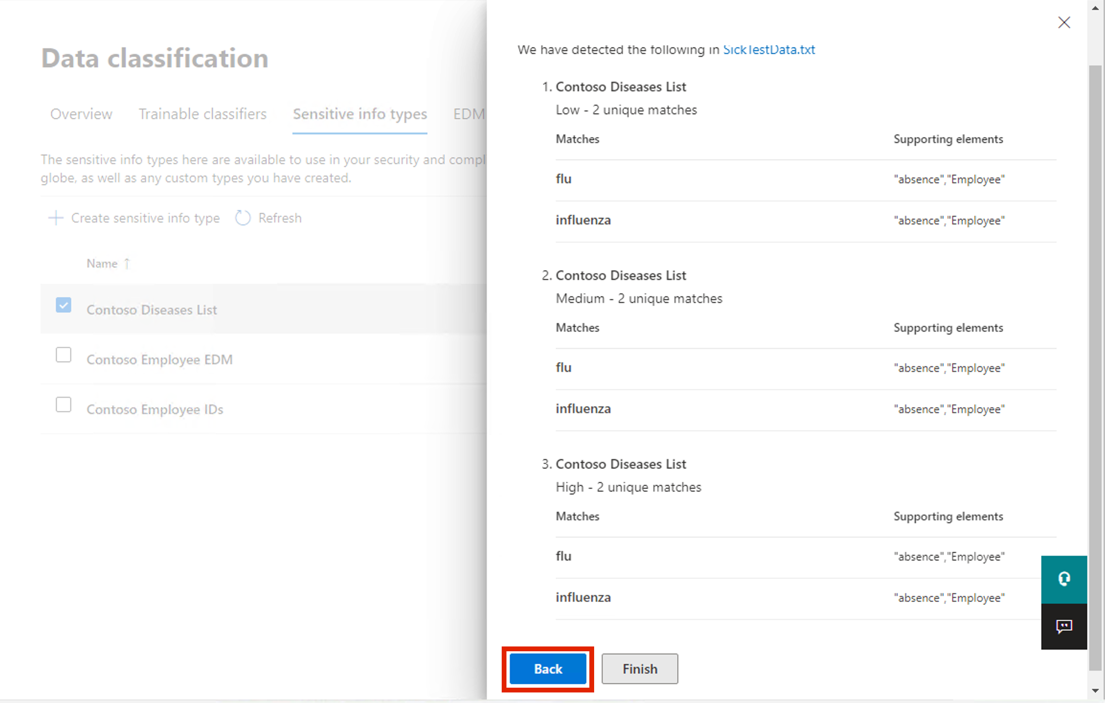 Data classification
Overview Trainable classifiers Sensitive info types EDM
The sensitive info types here are available to use in your security and compl
globe, as well as any custom types you have created.
Create sensitive info type Refresh
Name ↑
Contoso Diseases List
Contoso Employee EDM
Contoso Employee IDs
We have detected the following in SickTestData.txt
1. Contoso Diseases List
Low - 2 unique matches
Matches Supporting elements
flu "absence","Employee"
influenza "absence","Employee"
2. Contoso Diseases List
Medium - 2 unique matches
Matches Supporting elements
flu "absence","Employee"
influenza "absence","Employee"
3. Contoso Diseases List
High - 2 unique matches
Matches Supporting elements
flu "absence","Employee"
influenza "absence","Employee"
Back Finish